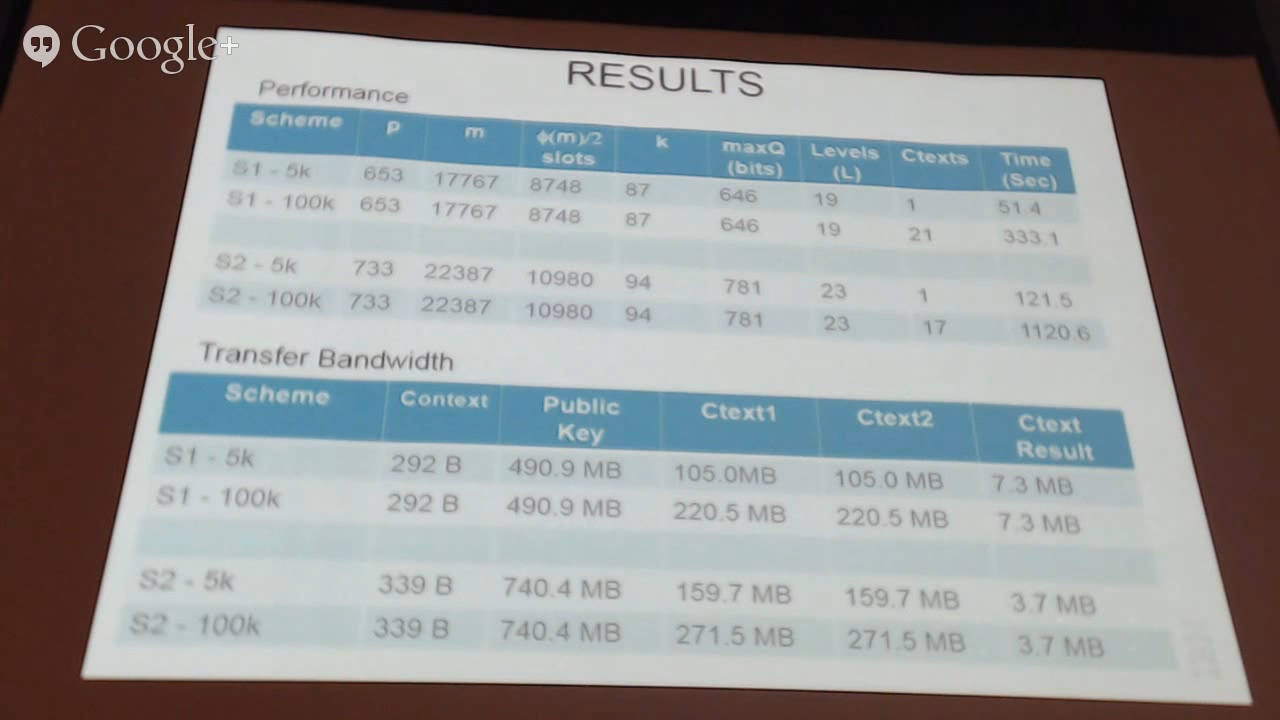 Google+
RESULTS
Performance
Scheme p m ϕ(m)/2 slots k maxQ (bits) Levels (L) Ctexts Time (Sec)
S1 - 5k 653 17767 8748 87 646 19 1 51.4
S1 - 100k 653 17767 8748 87 646 19 21 333.1
S2 - 5k 733 22387 10980 94 781 23 1 121.5
S2 - 100k 733 22387 10980 94 781 23 17 1120.6
Transfer Bandwidth
Scheme Context Public Key Ctext1 Ctext2 Ctext Result
S1 - 5k 292 B 490.9 MB 105.0MB 105.0 MB 7.3 MB
S1 - 100k 292 B 490.9 MB 220.5 MB 220.5 MB 7.3 MB
S2 - 5k 339 B 740.4 MB 159.7 MB 159.7 MB 3.7 MB
S2 - 100k 339 B 740.4 MB 271.5 MB 271.5 MB 3.7 MB